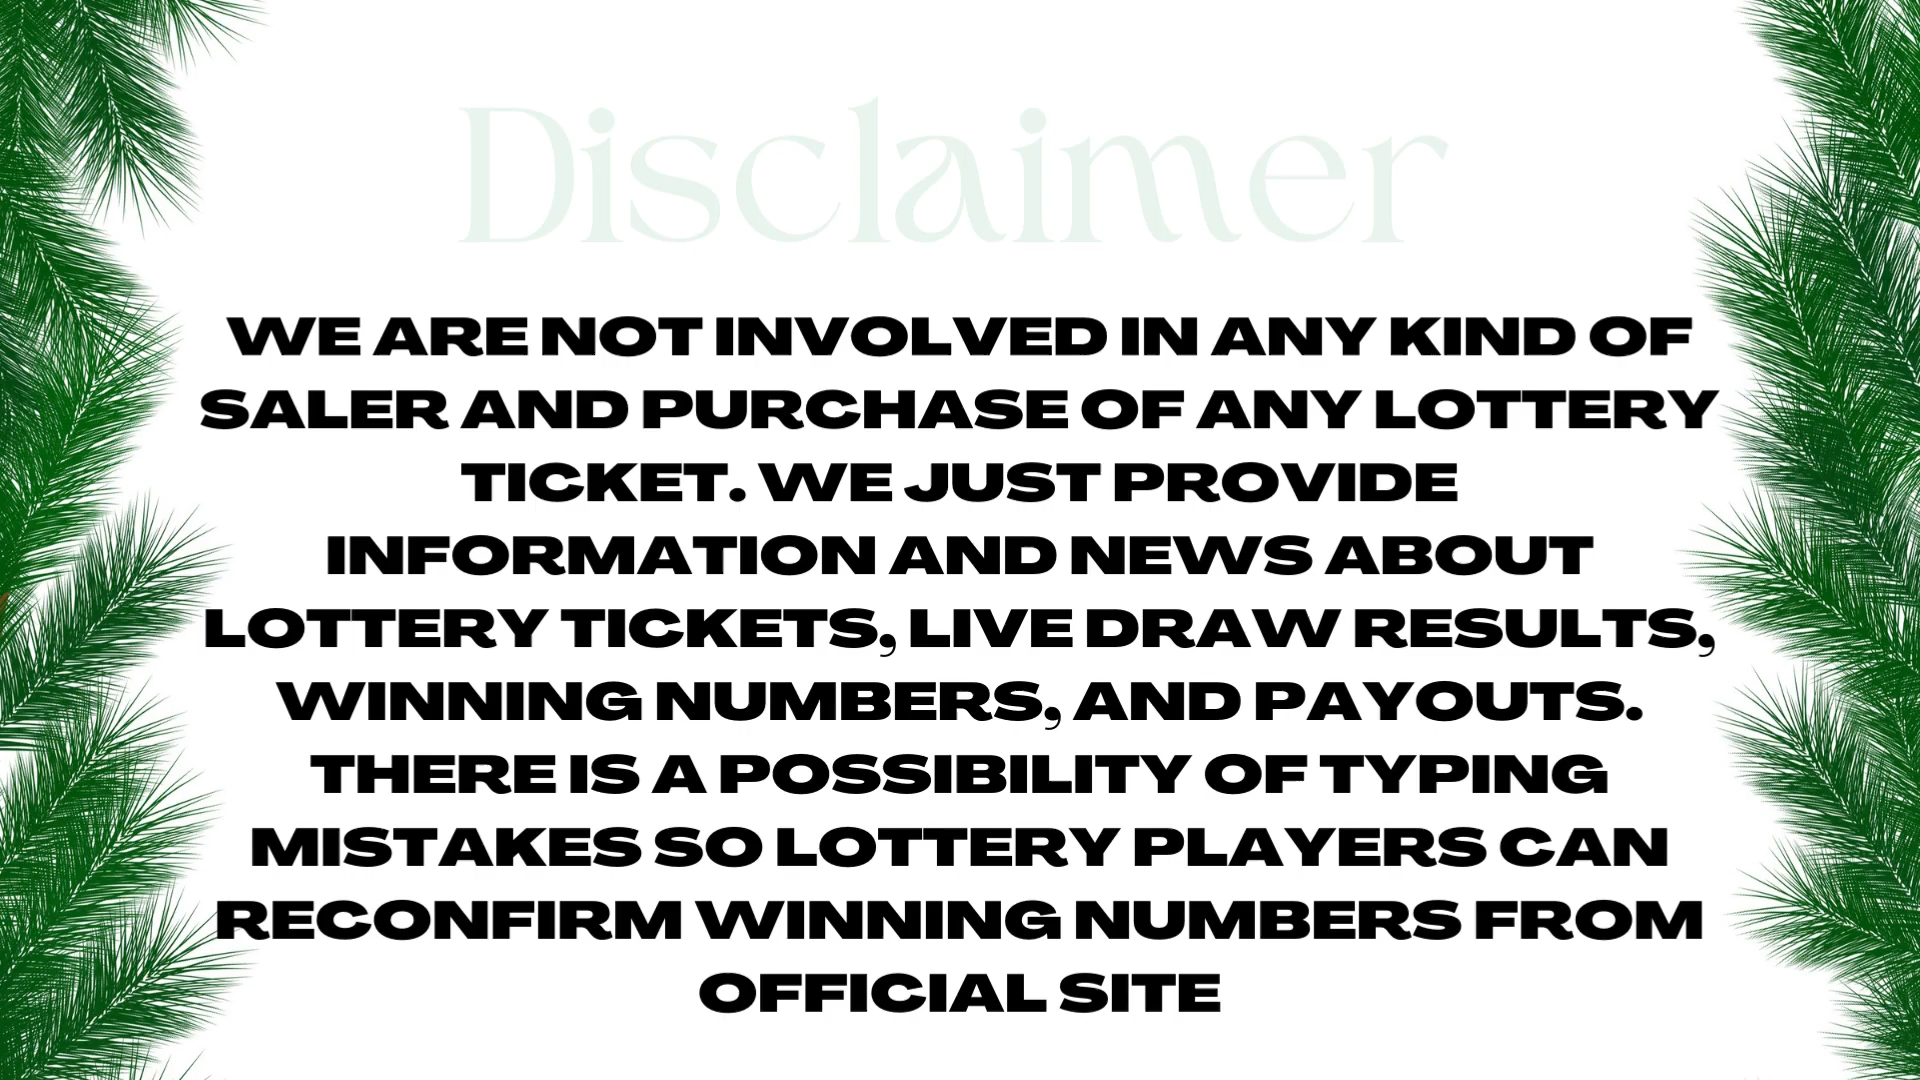 Disclaimer
WE ARE NOT INVOLVED IN ANY KIND OF
SALER AND PURCHASE OF ANY LOTTERY
TICKET. WE JUST PROVIDE
INFORMATION AND NEWS ABOUT
LOTTERY TICKETS, LIVE DRAW RESULTS,
WINNING NUMBERS, AND PAYOUTS.
THERE IS A POSSIBILITY OF TYPING
MISTAKES SO LOTTERY PLAYERS CAN
RECONFIRM WINNING NUMBERS FROM
OFFICIAL SITE